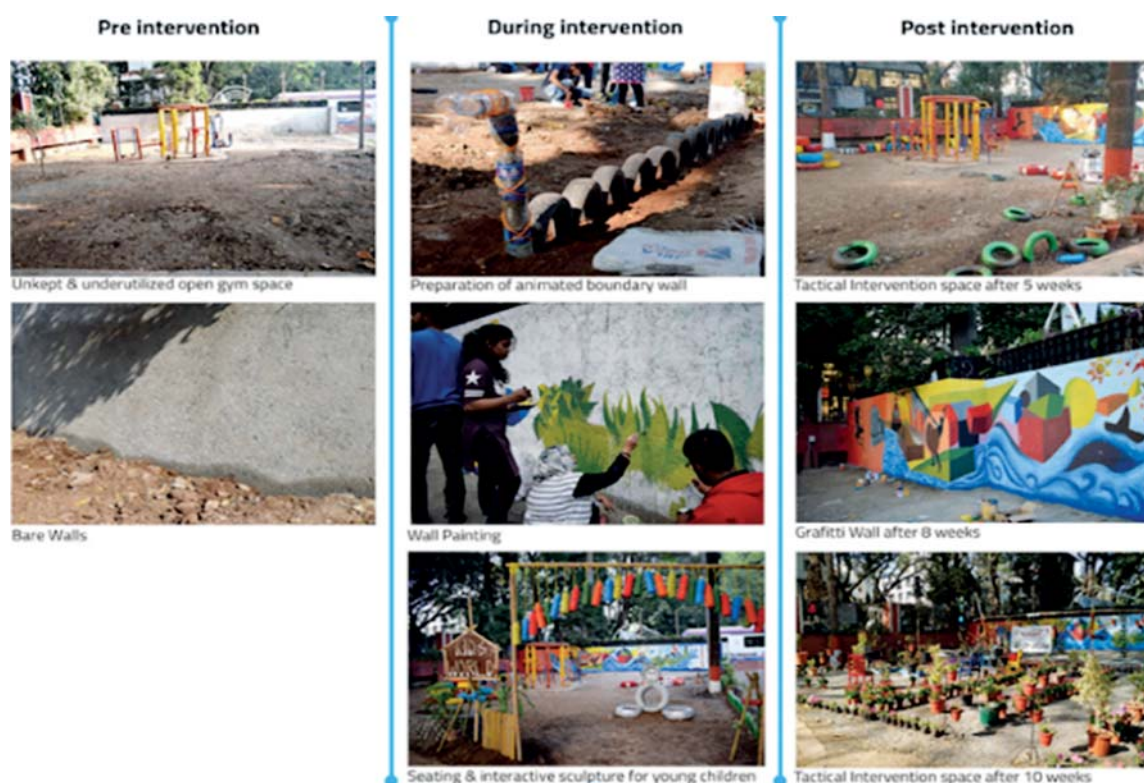 Pre intervention
During intervention
Post intervention
Unkept & underutilized open gym space
Preparation of animated boundary wall
Tactical Intervention space after 5 weeks
Bare Walls
Wall Painting
Grafitti Wall after 8 weeks
KID'S
WORLD
Seating & interactive sculpture for young children
Tactical Intervention space after 10 weeks